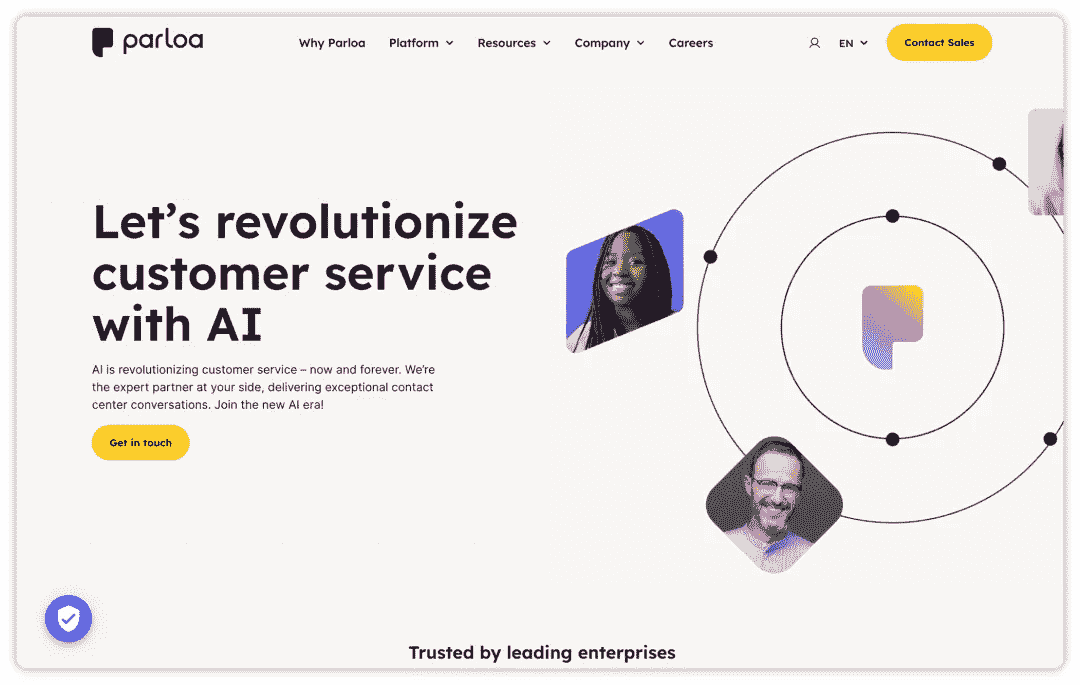 parloa
Why Parloa Platform Resources Company Careers EN Contact Sales
Let’s revolutionize
customer service
with AI
AI is revolutionizing customer service – now and forever. We’re
the expert partner at your side, delivering exceptional contact
center conversations. Join the new AI era!
Get in touch
Trusted by leading enterprises